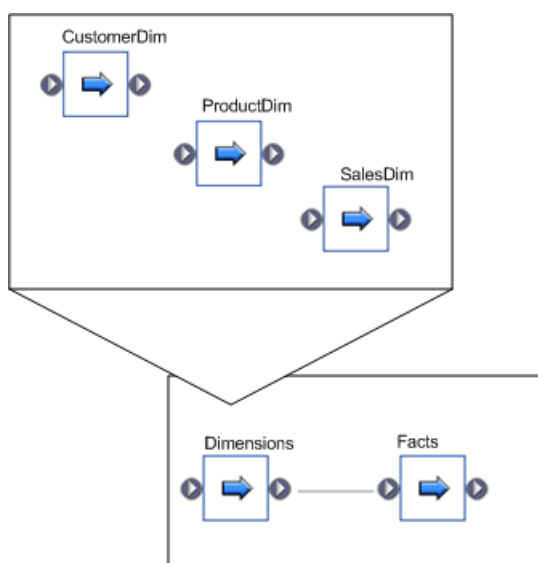 CustomerDim
ProductDim
SalesDim
Dimensions
Facts